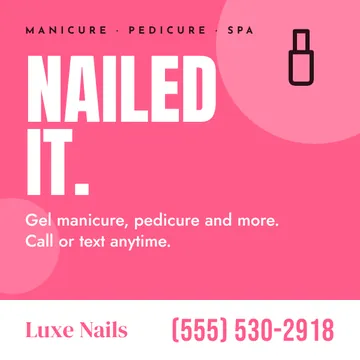 MANICURE · PEDICURE · SPA
NAILED
IT.
Gel manicure, pedicure and more.
Call or text anytime.
Luxe Nails (555) 530-2918